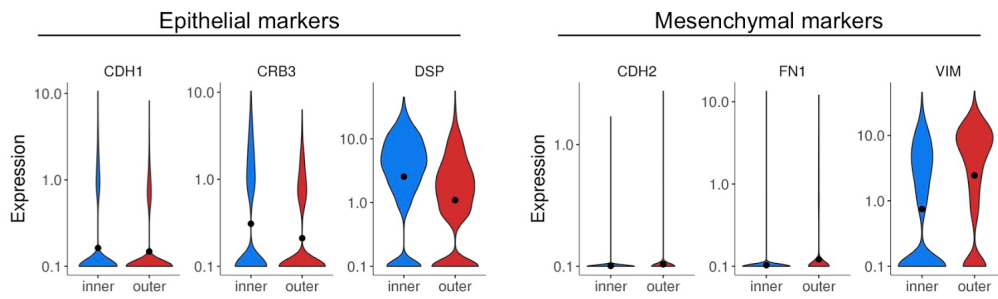 Epithelial markers
Mesenchymal markers
CDH1
CRB3
DSP
CDH2
FN1
VIM
Expression
10.0
1.0
0.1
inner outer
10.0
1.0
0.1
inner outer
10.0
1.0
0.1
inner outer
Expression
1.0
0.1
inner outer
10.0
1.0
0.1
inner outer
10.0
1.0
0.1
inner outer